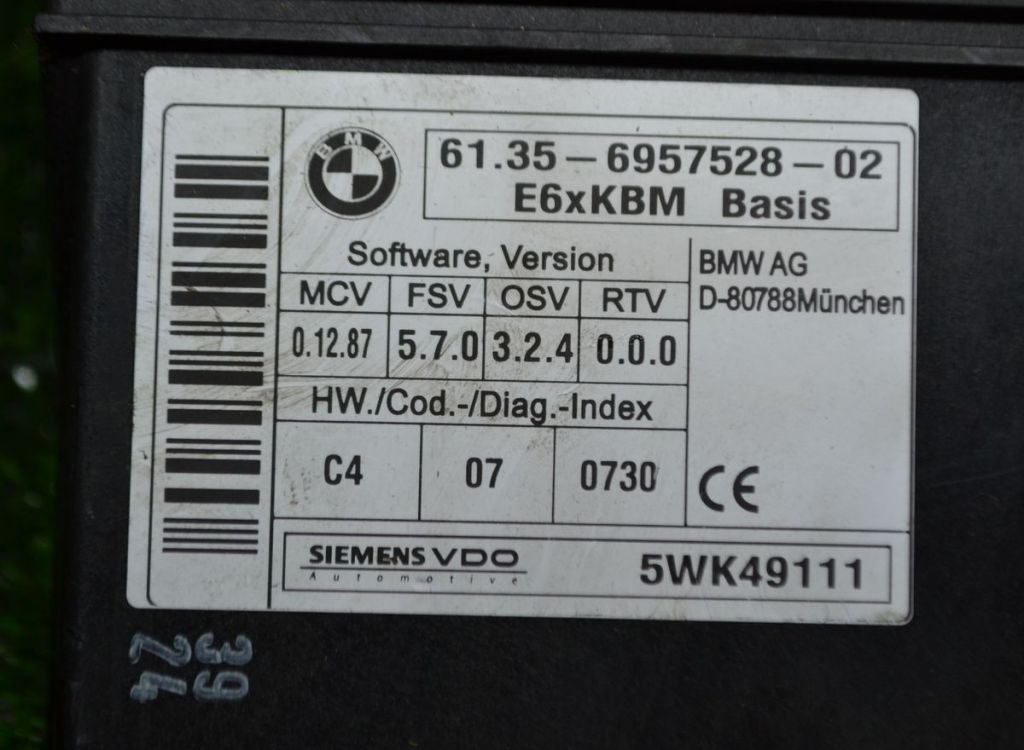 BMW
61.35-6957528-02
E6xKBM Basis
Software, Version
MCV FSV OSV RTV
0.12.87 5.7.0 3.2.4 0.0.0
HW./Cod.-/Diag.-Index
C4 07 0730
BMW AG
D-80788München
CE
SIEMENS VDO
Automotive
5WK49111
39
24